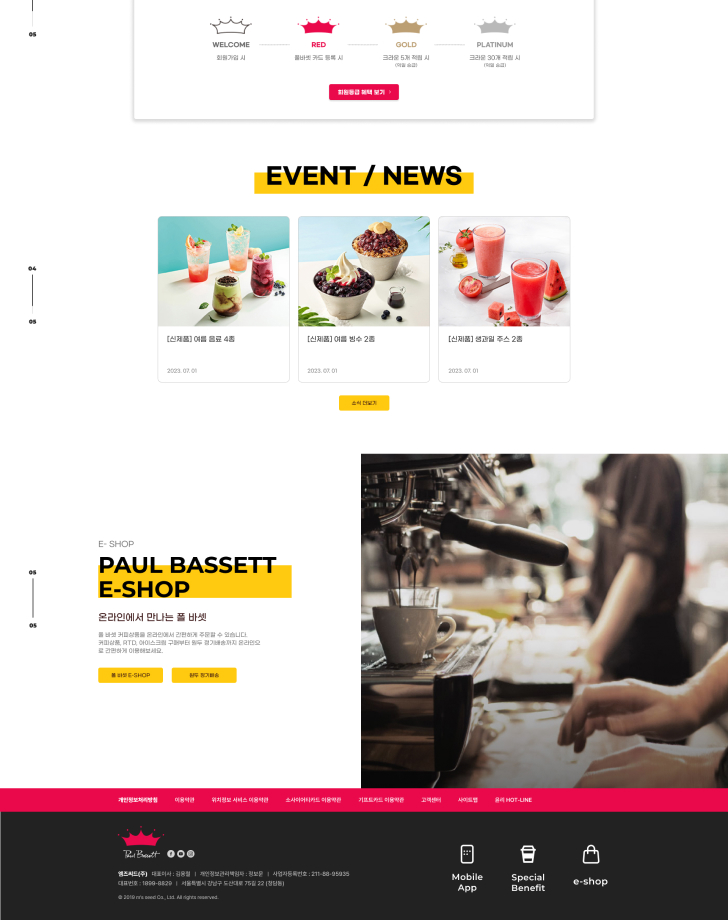 05
WELCOME
RED
GOLD
PLATINUM
회원가입 시
폴바셋 카드 등록 시
크라운 5개 적립 시
(익일 승급)
크라운 30개 적립 시
(익일 승급)
회원등급 혜택 보기 >
EVENT / NEWS
04
05
[신제품] 여름 음료 4종
[신제품] 여름 빙수 2종
[신제품] 생과일 주스 2종
2023. 07. 01
2023. 07. 01
2023. 07. 01
소식 더보기
E- SHOP
PAUL BASSETT
E-SHOP
05
05
온라인에서 만나는 폴 바셋
폴 바셋 커피상품을 온라인에서 간편하게 주문할 수 있습니다.
커피상품, RTD, 아이스크림 구매부터 원두 정기배송까지 온라인으
로 간편하게 이용해보세요.
폴 바셋 E-SHOP
원두 정기배송
개인정보처리방침
이용약관
위치정보 서비스 이용약관
소사이어티카드 이용약관
기프트카드 이용약관
고객센터
사이트맵
윤리 HOT-LINE
Paul Bassett
엠즈씨드(주) 대표이사 : 김용철 | 개인정보관리책임자 : 정보문 | 사업자등록번호 : 211-88-95935
대표번호 : 1899-9829 | 서울특별시 강남구 도산대로 75길 22 (청담동)
© 2019 m's seed Co., Ltd. All rights reserved.
Mobile
App
Special
Benefit
e-shop